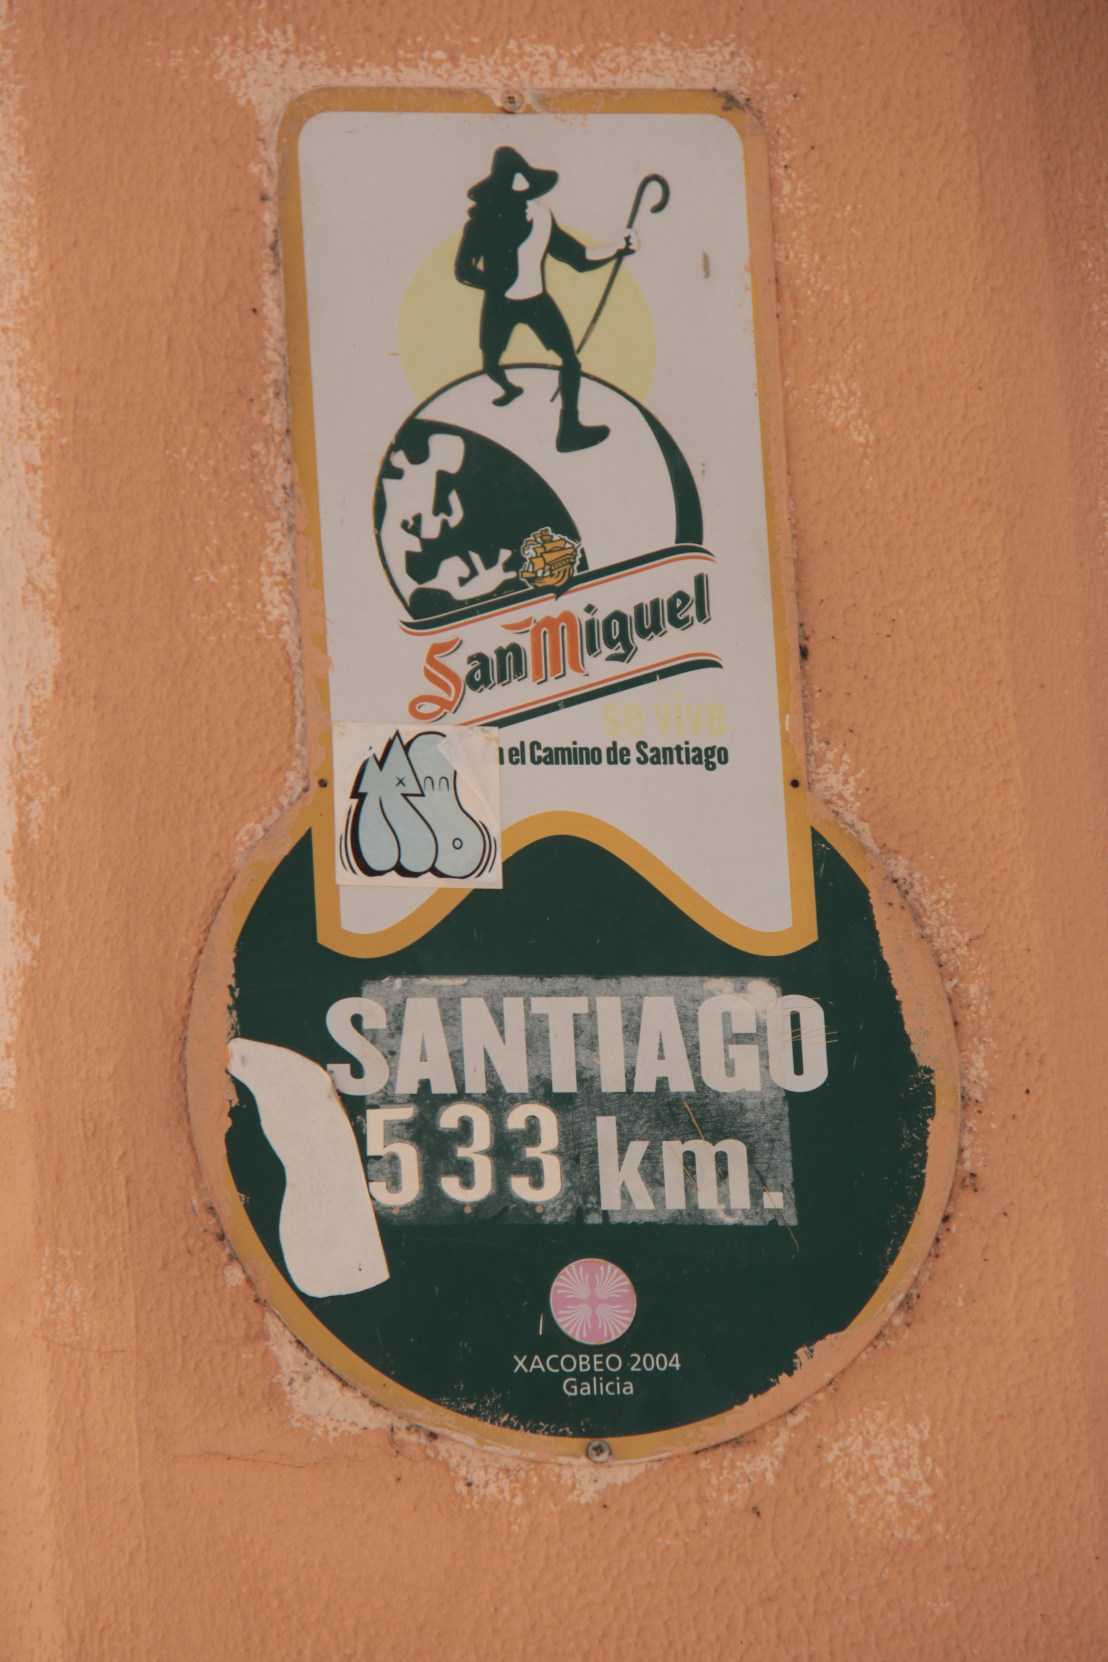 San Miguel
se vive
el Camino de Santiago
SANTIAGO
533 km.
XACOBEO 2004
Galicia